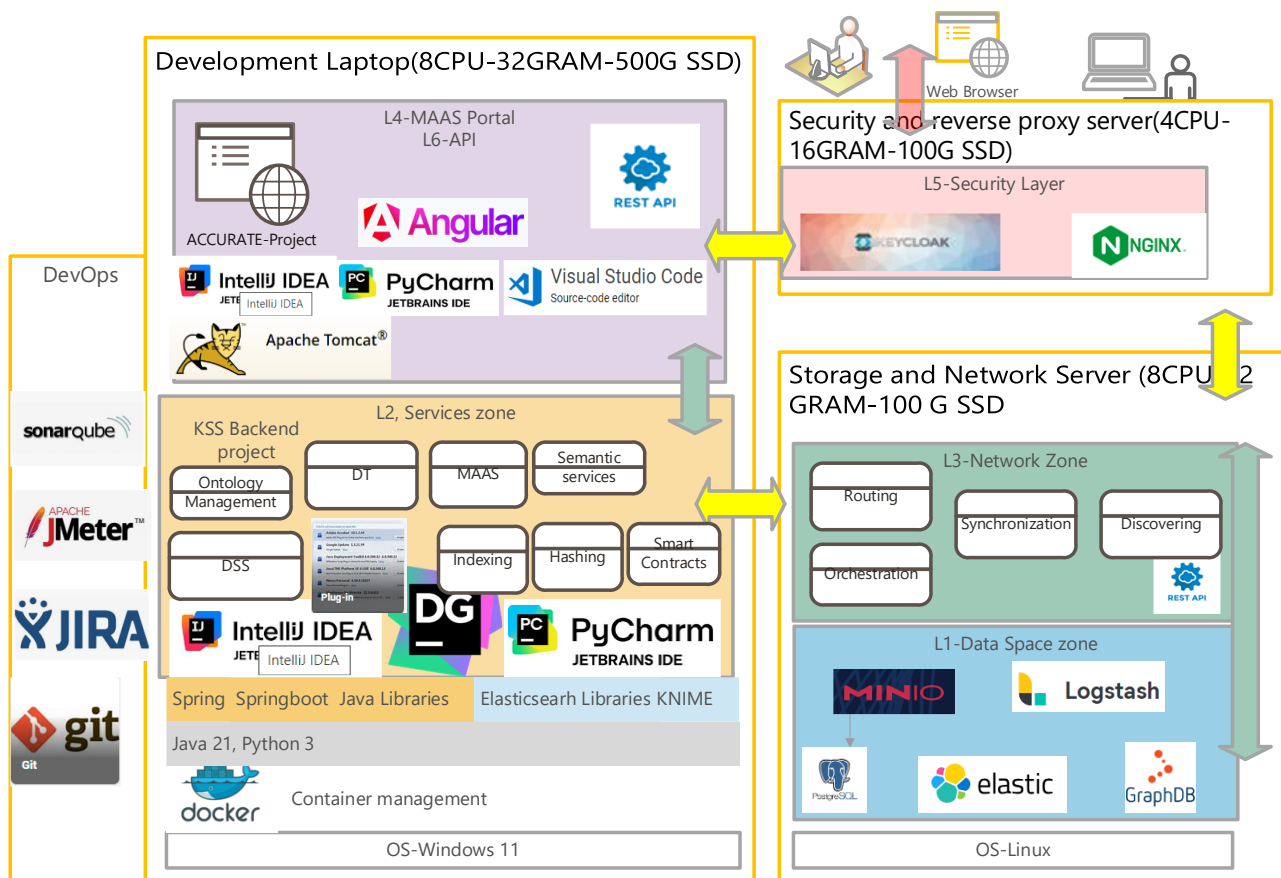 Development Laptop(8CPU-32GRAM-500G SSD)
L4-MAAS Portal
L6-API
ACCURATE-Project
Angular
REST API
IntelliJ IDEA
IntelliJ IDEA
PC
PyCharm
JETBRAINS IDE
Visual Studio Code
Source-code editor
Apache Tomcat®
L2, Services zone
KSS Backend
project
Ontology
Management
DT
MAAS
Semantic
services
DSS
Plug-in
Indexing
Hashing
Smart
Contracts
IJ
IntelliJ IDEA
IntelliJ IDEA
DG
PC
PyCharm
JETBRAINS IDE
Spring Springboot Java Libraries
Elasticsearh Libraries KNIME
Java 21, Python 3
docker
Container management
OS-Windows 11
DevOps
sonarqube
APACHE
JMeter™
JIRA
git
Git
Web Browser
Security and reverse proxy server(4CPU-
16GRAM-100G SSD)
L5-Security Layer
KEYCLOAK
N
NGINX.
Storage and Network Server (8CPU 2
GRAM-100 G SSD
L3-Network Zone
Routing
Synchronization
Discovering
Orchestration
REST API
L1-Data Space zone
MINIO
Logstash
PostgreSQL
elastic
GraphDB
OS-Linux